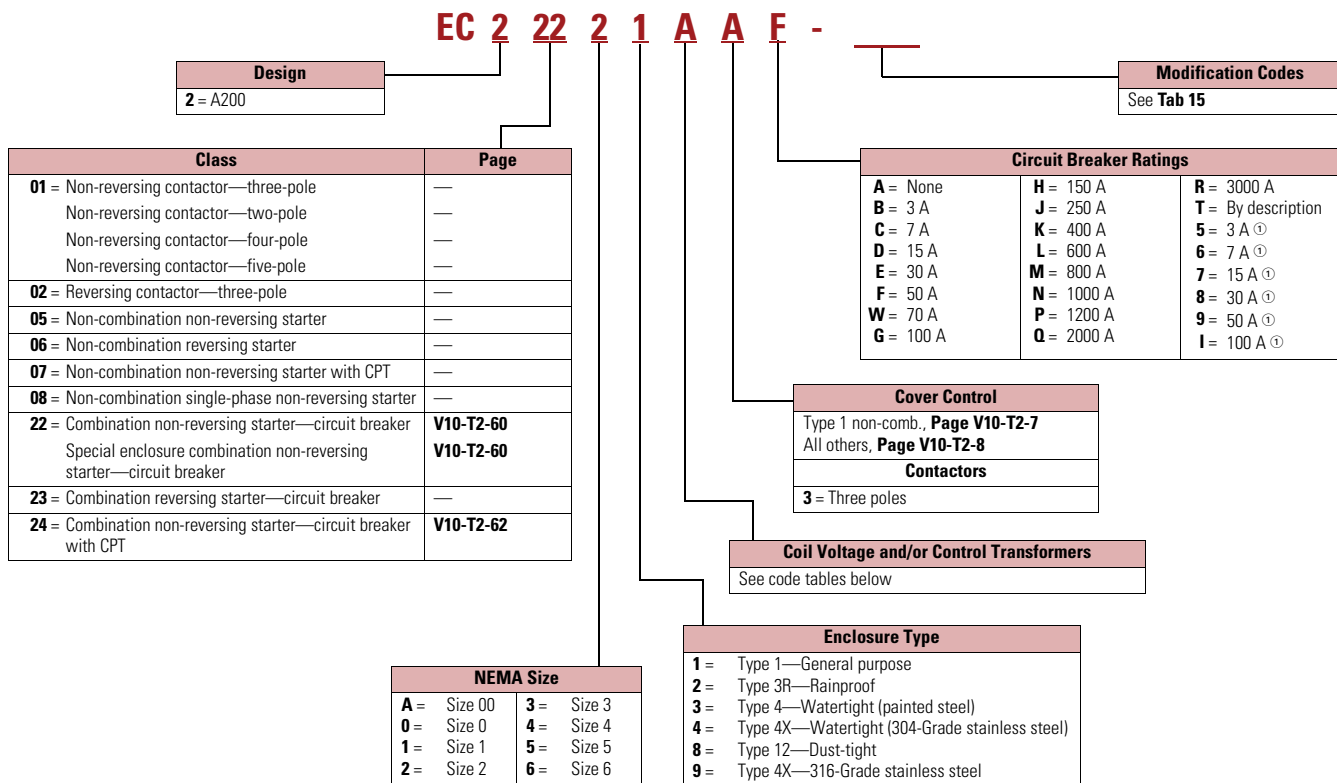 EC 2 22 2 1 A A F -
Design
2 = A200
Modification Codes
See Tab 15
Class Page
01 = Non-reversing contactor—three-pole —
Non-reversing contactor—two-pole —
Non-reversing contactor—four-pole —
Non-reversing contactor—five-pole —
02 = Reversing contactor—three-pole —
05 = Non-combination non-reversing starter —
06 = Non-combination reversing starter —
07 = Non-combination non-reversing starter with CPT —
08 = Non-combination single-phase non-reversing starter —
22 = Combination non-reversing starter—circuit breaker V10-T2-60
Special enclosure combination non-reversing V10-T2-60
starter—circuit breaker
23 = Combination reversing starter—circuit breaker —
24 = Combination non-reversing starter—circuit breaker V10-T2-62
with CPT
Circuit Breaker Ratings
A = None
B = 3 A
C = 7 A
D = 15 A
E = 30 A
F = 50 A
W = 70 A
G = 100 A
H = 150 A
J = 250 A
K = 400 A
L = 600 A
M = 800 A
N = 1000 A
P = 1200 A
Q = 2000 A
R = 3000 A
T = By description
5 = 3 A ①
6 = 7 A ①
7 = 15 A ①
8 = 30 A ①
9 = 50 A ①
I = 100 A ①
Cover Control
Type 1 non-comb., Page V10-T2-7
All others, Page V10-T2-8
Contactors
3 = Three poles
Coil Voltage and/or Control Transformers
See code tables below
Enclosure Type
1 = Type 1—General purpose
2 = Type 3R—Rainproof
3 = Type 4—Watertight (painted steel)
4 = Type 4X—Watertight (304-Grade stainless steel)
8 = Type 12—Dust-tight
9 = Type 4X—316-Grade stainless steel
NEMA Size
A = Size 00
0 = Size 0
1 = Size 1
2 = Size 2
3 = Size 3
4 = Size 4
5 = Size 5
6 = Size 6